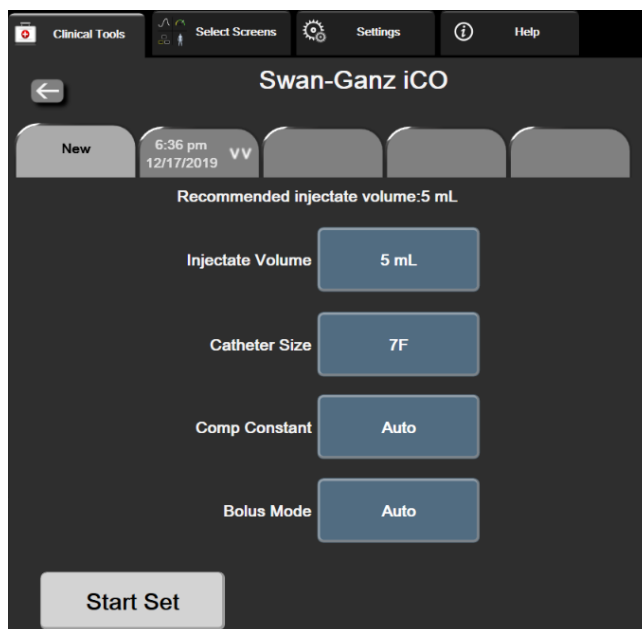 Clinical Tools
Select Screens
Settings
Help
Swan-Ganz iCO
New
6:36 pm
12/17/2019
Recommended injectate volume:5 mL
Injectate Volume 5 mL
Catheter Size 7F
Comp Constant Auto
Bolus Mode Auto
Start Set